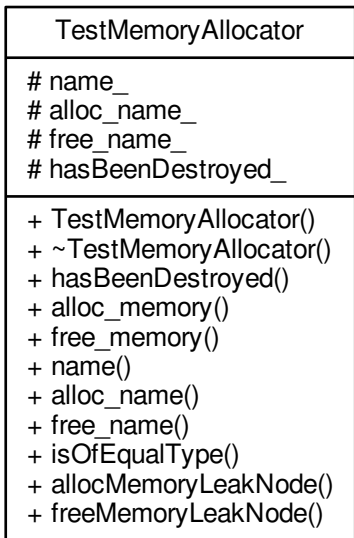 TestMemoryAllocator
# name_
# alloc_name_
# free_name_
# hasBeenDestroyed_
+ TestMemoryAllocator()
+ ~TestMemoryAllocator()
+ hasBeenDestroyed()
+ alloc_memory()
+ free_memory()
+ name()
+ alloc_name()
+ free_name()
+ isOfEqualType()
+ allocMemoryLeakNode()
+ freeMemoryLeakNode()